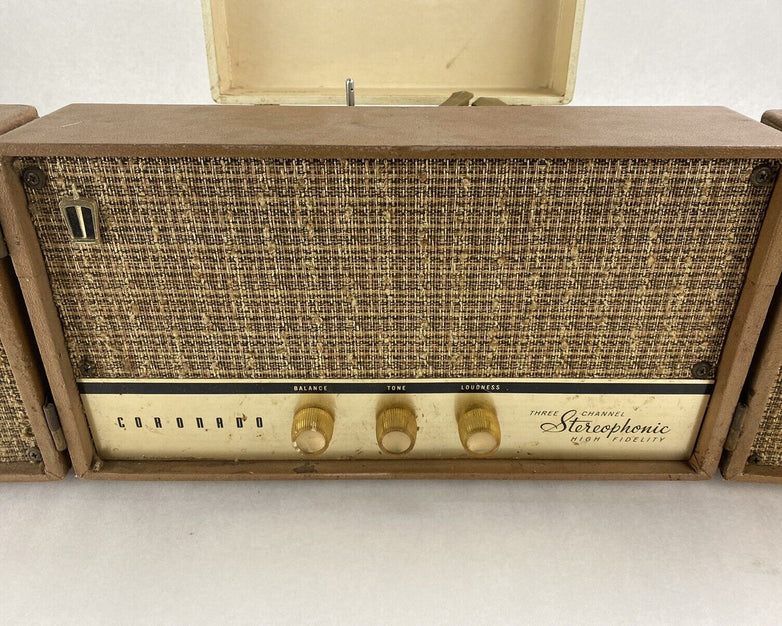 BALANCE TONE LOUDNESS
CORONADO
THREE CHANNEL
Stereophonic
HIGH FIDELITY